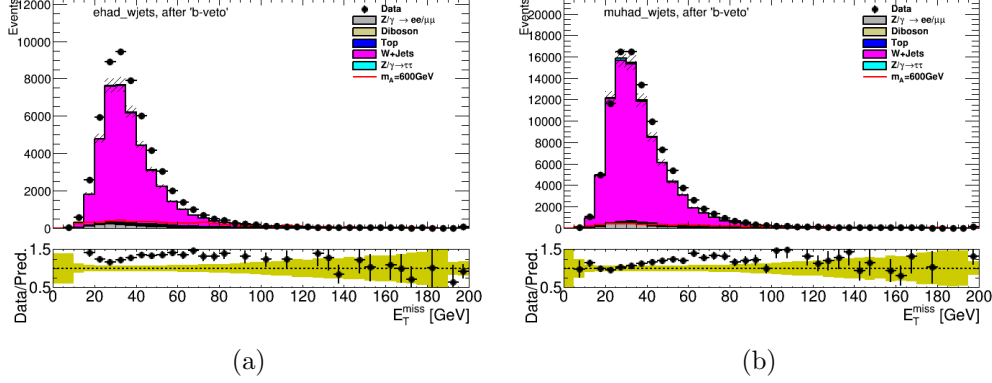 ehad_wjets, after 'b-veto'
Events
12000
10000
8000
6000
4000
2000
0
Data
Z/γ → ee/μμ
Diboson
Top
W+Jets
Z/γ→ττ
m_A=600GeV
Data/Pred.
1.5
1
0.5
0 20 40 60 80 100 120 140 160 180 200
E_T^miss [GeV]
(a)
muhad_wjets, after 'b-veto'
Events
20000
18000
16000
14000
12000
10000
8000
6000
4000
2000
0
Data
Z/γ → ee/μμ
Diboson
Top
W+Jets
Z/γ→ττ
m_A=600GeV
Data/Pred.
1.5
1
0.5
0 20 40 60 80 100 120 140 160 180 200
E_T^miss [GeV]
(b)